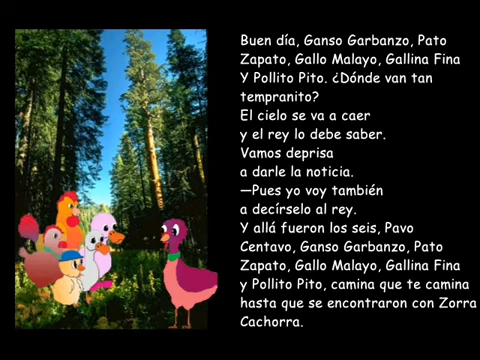 Buen día, Ganso Garbanzo, Pato
Zapato, Gallo Malayo, Gallina Fina
Y Pollito Pito. ¿Dónde van tan
tempranito?
El cielo se va a caer
y el rey lo debe saber.
Vamos deprisa
a darle la noticia.
—Pues yo voy también
a decírselo al rey.
Y allá fueron los seis, Pavo
Centavo, Ganso Garbanzo, Pato
Zapato, Gallo Malayo, Gallina Fina
y Pollito Pito, camina que te camina
hasta que se encontraron con Zorra
Cachorra.